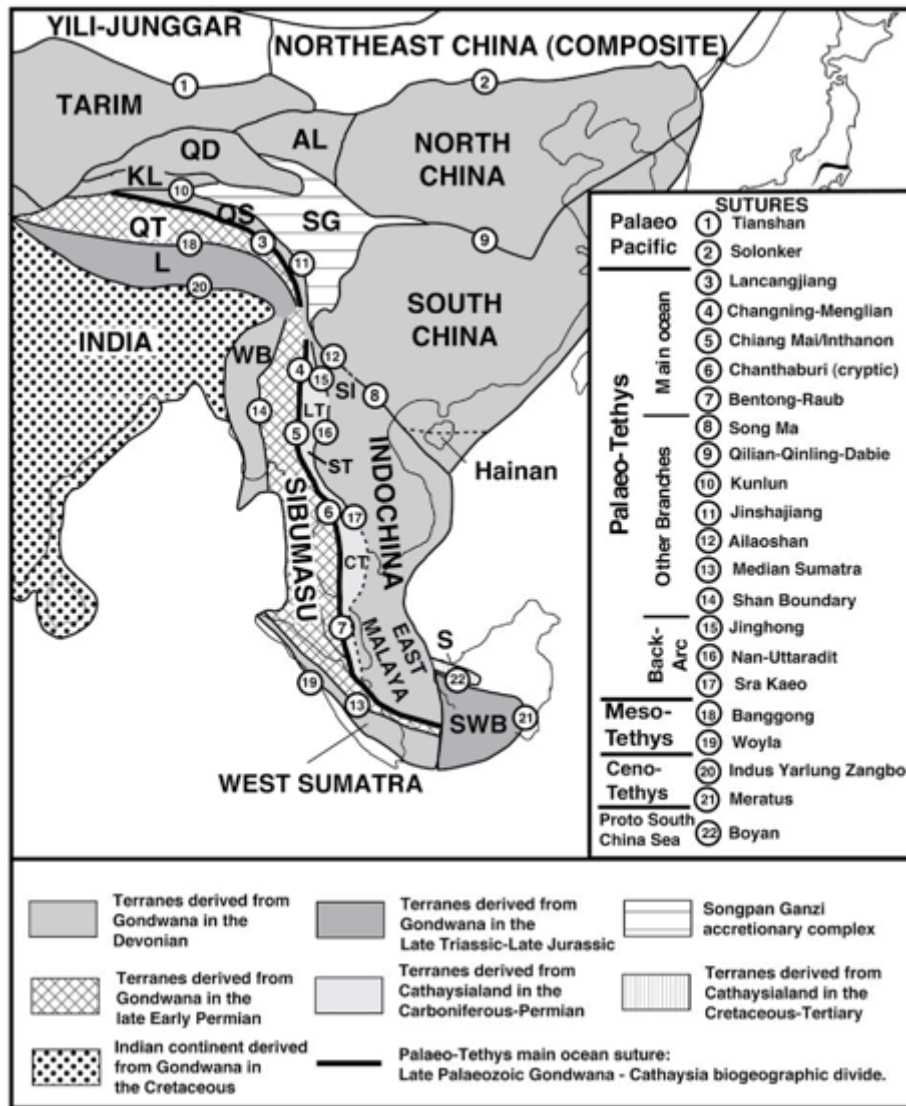 YILI-JUNGGAR
NORTHEAST CHINA (COMPOSITE)
1
2
TARIM
AL
NORTH
CHINA
QD
KL
10
QS
SG
QT
3
18
11
9
L
20
SOUTH
CHINA
INDIA
WB
12
4
15
SI
8
14
LT
5
16
ST
Hainan
INDOCHINA
SIBUMASU
6
17
CT
7
EAST
MALAYA
S
22
19
13
SWB
21
WEST SUMATRA
SUTURES
Palaeo
Pacific
1 Tianshan
2 Solonker
Palaeo-Tethys
Main ocean
3 Lancangjiang
4 Changning-Menglian
5 Chiang Mai/Inthanon
6 Chanthaburi (cryptic)
7 Bentong-Raub
Other Branches
8 Song Ma
9 Qilian-Qinling-Dabie
10 Kunlun
11 Jinshajiang
12 Ailaoshan
13 Median Sumatra
14 Shan Boundary
Back-
Arc
15 Jinghong
16 Nan-Uttaradit
17 Sra Kaeo
Meso-
Tethys
18 Banggong
19 Woyla
Ceno-
Tethys
20 Indus Yarlung Zangbo
21 Meratus
Proto South
China Sea
22 Boyan
Terranes derived from
Gondwana in the
Devonian
Terranes derived from
Gondwana in the
Late Triassic-Late Jurassic
Songpan Ganzi
accretionary complex
Terranes derived from
Gondwana in the
late Early Permian
Terranes derived from
Cathaysialand in the
Carboniferous-Permian
Terranes derived from
Cathaysialand in the
Cretaceous-Tertiary
Indian continent derived
from Gondwana in
the Cretaceous
Palaeo-Tethys main ocean suture:
Late Palaeozoic Gondwana - Cathaysia biogeographic divide.